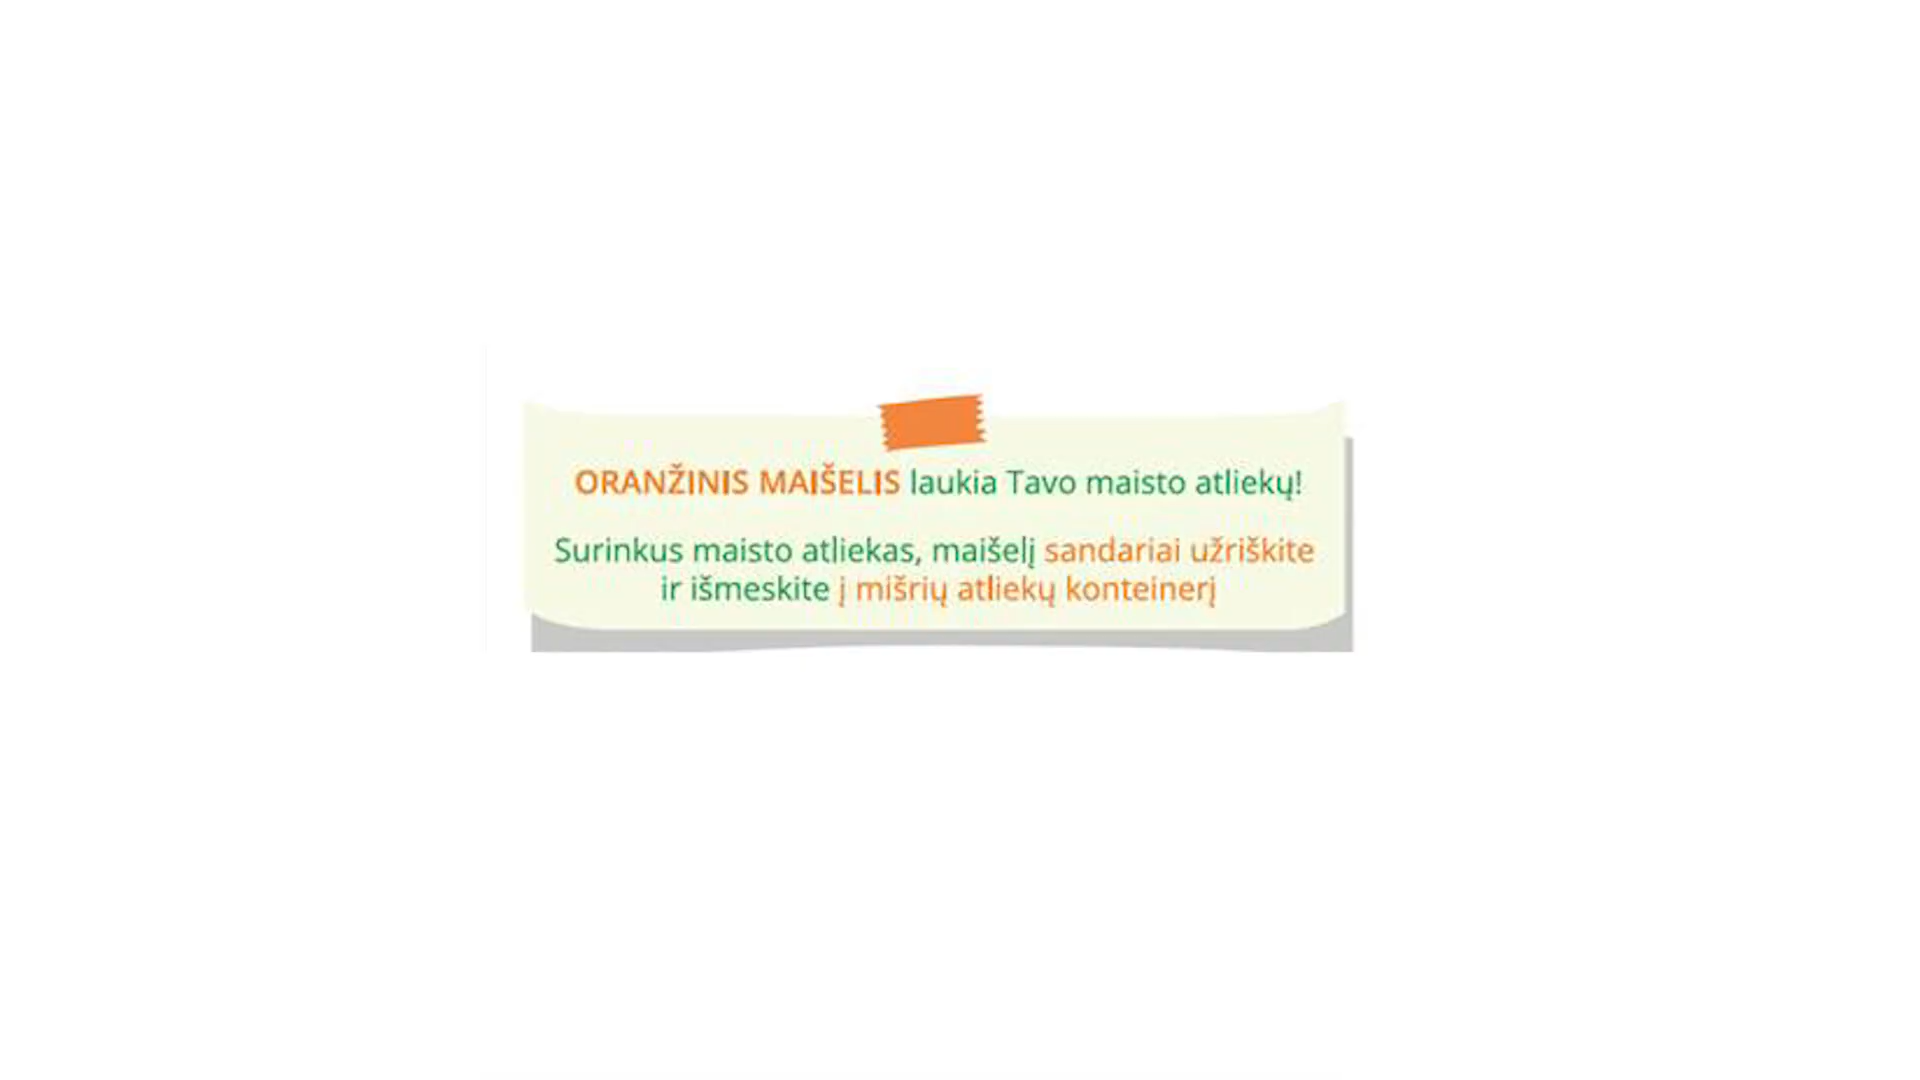 ORANŽINIS MAIŠELIS laukia Tavo maisto atliekų!
Surinkus maisto atliekas, maišelį sandariai užriškite
ir išmeskite į mišrių atliekų konteinerį